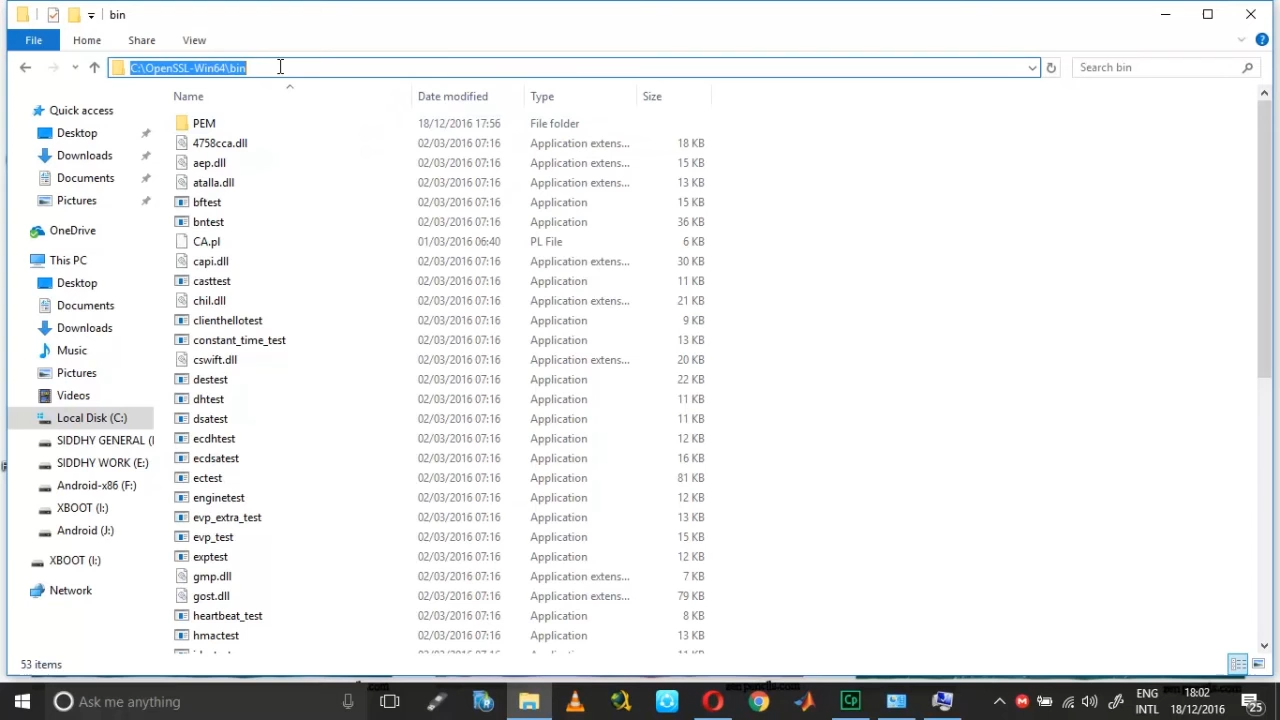 bin
File Home Share View
C:\OpenSSL-Win64\bin Search bin
Name Date modified Type Size
Quick access
Desktop
Downloads
Documents
Pictures
OneDrive
This PC
Desktop
Documents
Downloads
Music
Pictures
Videos
Local Disk (C:)
SIDDHY GENERAL (
SIDDHY WORK (E:)
Android-x86 (F:)
XBOOT (I:)
Android (J:)
XBOOT (I:)
Network
PEM 18/12/2016 17:56 File folder
4758cca.dll 02/03/2016 07:16 Application extens... 18 KB
aep.dll 02/03/2016 07:16 Application extens... 15 KB
atalla.dll 02/03/2016 07:16 Application extens... 13 KB
bftest 02/03/2016 07:16 Application 15 KB
bntest 02/03/2016 07:16 Application 36 KB
CA.pl 01/03/2016 06:40 PL File 6 KB
capi.dll 02/03/2016 07:16 Application extens... 30 KB
casttest 02/03/2016 07:16 Application 11 KB
chil.dll 02/03/2016 07:16 Application extens... 21 KB
clienthellotest 02/03/2016 07:16 Application 9 KB
constant_time_test 02/03/2016 07:16 Application 13 KB
cswift.dll 02/03/2016 07:16 Application extens... 20 KB
destest 02/03/2016 07:16 Application 22 KB
dhtest 02/03/2016 07:16 Application 11 KB
dsatest 02/03/2016 07:16 Application 11 KB
ecdhtest 02/03/2016 07:16 Application 12 KB
ecdsatest 02/03/2016 07:16 Application 16 KB
ectest 02/03/2016 07:16 Application 81 KB
enginetest 02/03/2016 07:16 Application 12 KB
evp_extra_test 02/03/2016 07:16 Application 13 KB
evp_test 02/03/2016 07:16 Application 15 KB
exptest 02/03/2016 07:16 Application 12 KB
gmp.dll 02/03/2016 07:16 Application extens... 7 KB
gost.dll 02/03/2016 07:16 Application extens... 79 KB
heartbeat_test 02/03/2016 07:16 Application 8 KB
hmactest 02/03/2016 07:16 Application 13 KB
53 items
Ask me anything
ENG 18:02
INTL 18/12/2016 25